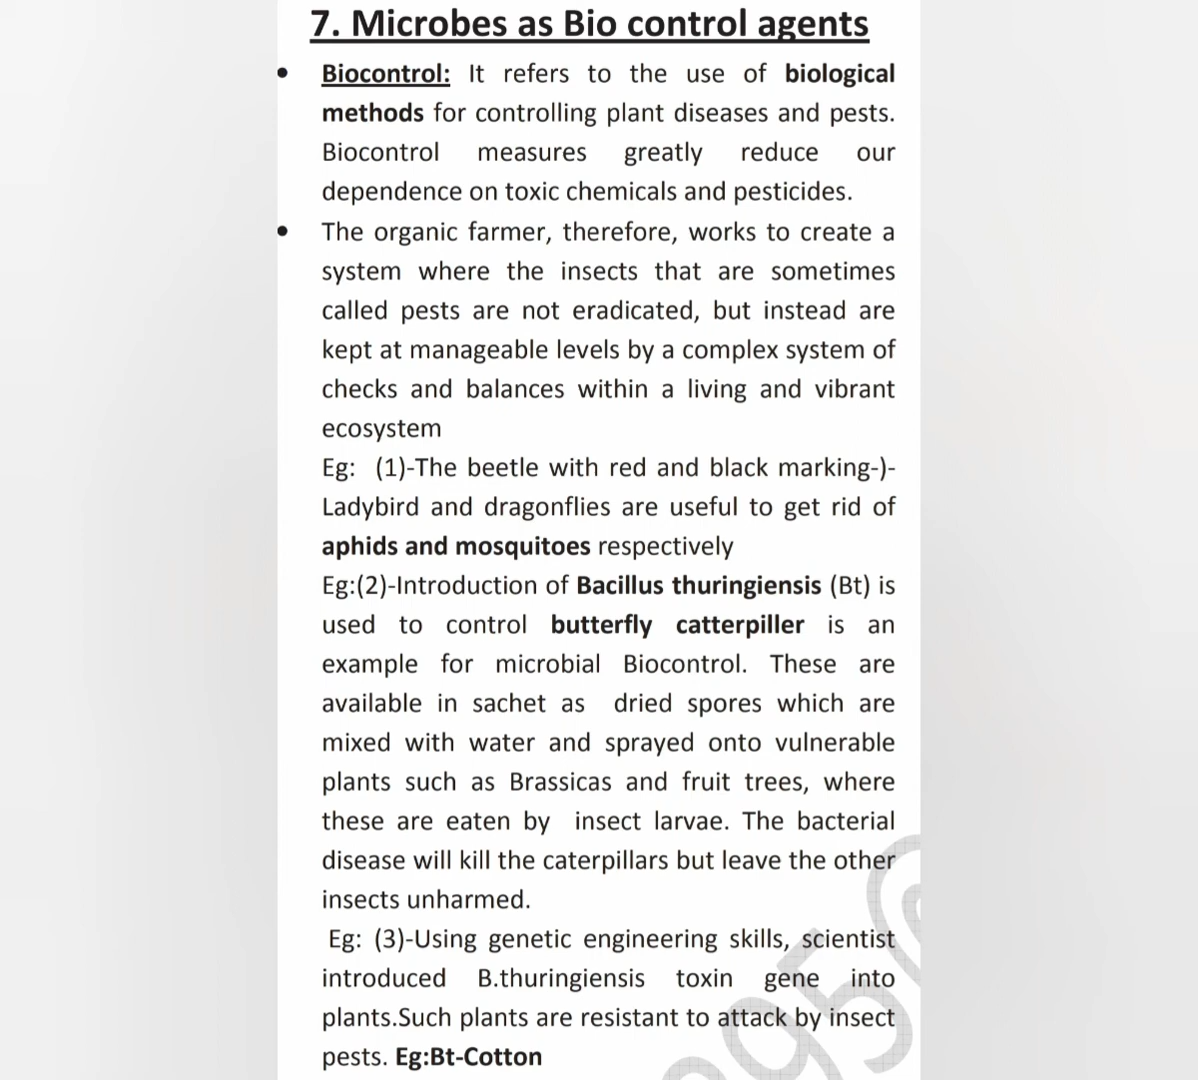 7. Microbes as Bio control agents
• Biocontrol: It refers to the use of biological
methods for controlling plant diseases and pests.
Biocontrol measures greatly reduce our
dependence on toxic chemicals and pesticides.
• The organic farmer, therefore, works to create a
system where the insects that are sometimes
called pests are not eradicated, but instead are
kept at manageable levels by a complex system of
checks and balances within a living and vibrant
ecosystem
Eg: (1)-The beetle with red and black marking-)-
Ladybird and dragonflies are useful to get rid of
aphids and mosquitoes respectively
Eg:(2)-Introduction of Bacillus thuringiensis (Bt) is
used to control butterfly catterpiller is an
example for microbial Biocontrol. These are
available in sachet as dried spores which are
mixed with water and sprayed onto vulnerable
plants such as Brassicas and fruit trees, where
these are eaten by insect larvae. The bacterial
disease will kill the caterpillars but leave the other
insects unharmed.
Eg: (3)-Using genetic engineering skills, scientist
introduced B.thuringiensis toxin gene into
plants.Such plants are resistant to attack by insect
pests. Eg:Bt-Cotton